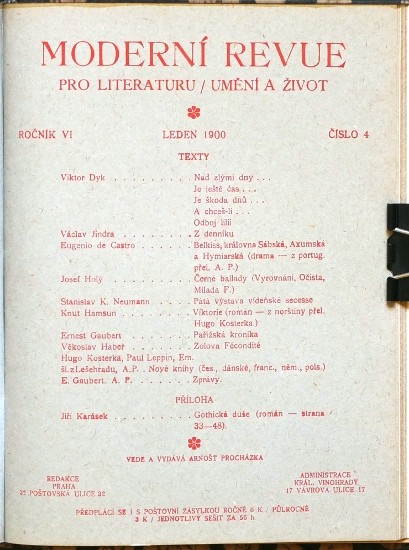 MODERNÍ REVUE
PRO LITERATURU / UMĚNÍ A ŽIVOT
ROČNÍK VI LEDEN 1900 ČÍSLO 4
TEXTY
Viktor Dyk . . . . . . . . . Nad zlými dny . . .
Je ještě čas . . .
Je škoda dnů . . .
A chceš-li . . .
Odboj lilií
Václav Jindra . . . . . . . Z denníku
Eugenio de Castro . . . . . . Belkiss, královna Sábská, Axumská
a Hymiarská (drama — z portug.
přel. A. P.)
Josef Holý . . . . . . . . . Černé ballady (Vyrovnání, Očista,
Milada F.)
Stanislav K. Neumann . . . . Pátá výstava vídeňské secesse
Knut Hamsun . . . . . . . . Viktorie (román — z norštiny přel.
Hugo Kosterka)
Ernest Gaubert . . . . . . . Pařížská kronika
Věkoslav Habeř . . . . . . . Zolova Fécondité
Hugo Kosterka, Paul Leppin, Em.
šl. z Lešehradu, A. P. . Nové knihy (čes., dánské, franc., něm., pols.)
E. Gaubert. A. P. . . . . . . Zprávy.
PŘÍLOHA
Jiří Karásek . . . . . . . . . Gothická duše (román — strana
33—48).
VEDE A VYDÁVÁ ARNOŠT PROCHÁZKA
REDAKCE
PRAHA
32 POŠTOVSKÁ ULICE 32
ADMINISTRACE
KRÁL. VINOHRADY
17 VÁVROVA ULICE 17
PŘEDPLÁCÍ SE I S POŠTOVNÍ ZÁSYLKOU ROČNĚ 6 K / PŮLROČNĚ
3 K / JEDNOTLIVÝ SEŠIT ZA 56 h